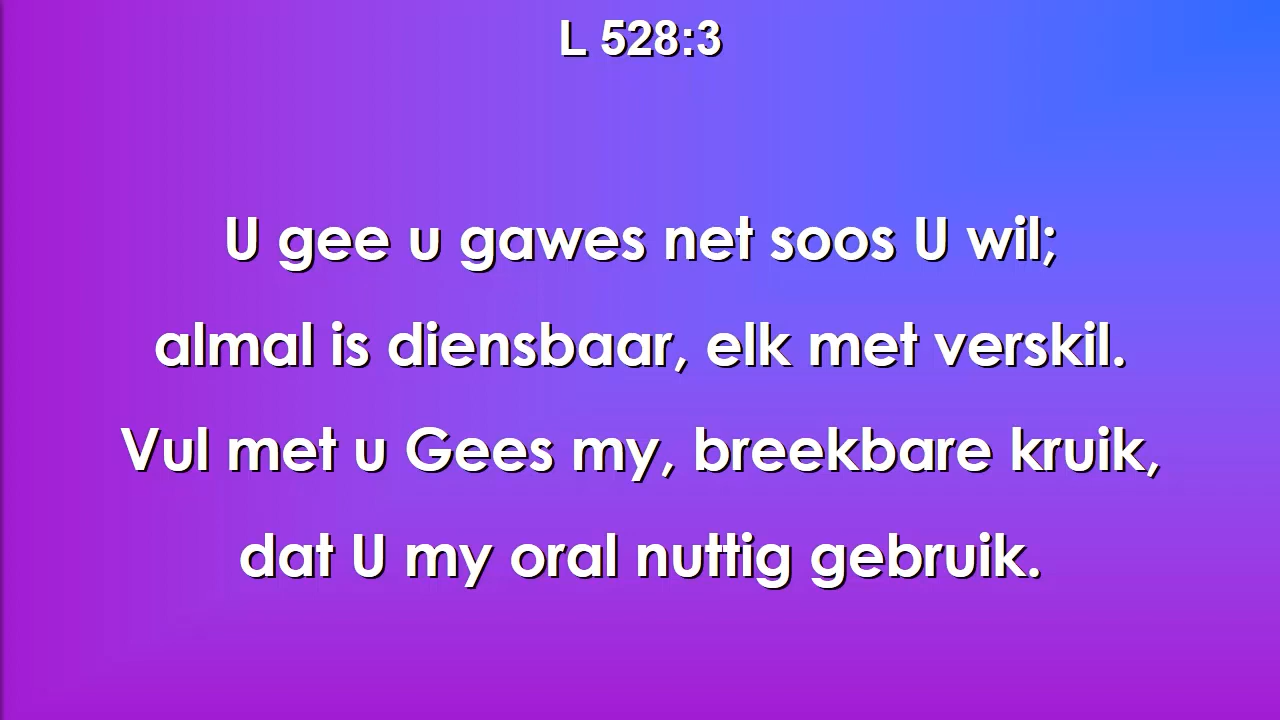 L 528:3
U gee u gawes net soos U wil;
almal is diensbaar, elk met verskil.
Vul met u Gees my, breekbare kruik,
dat U my oral nuttig gebruik.